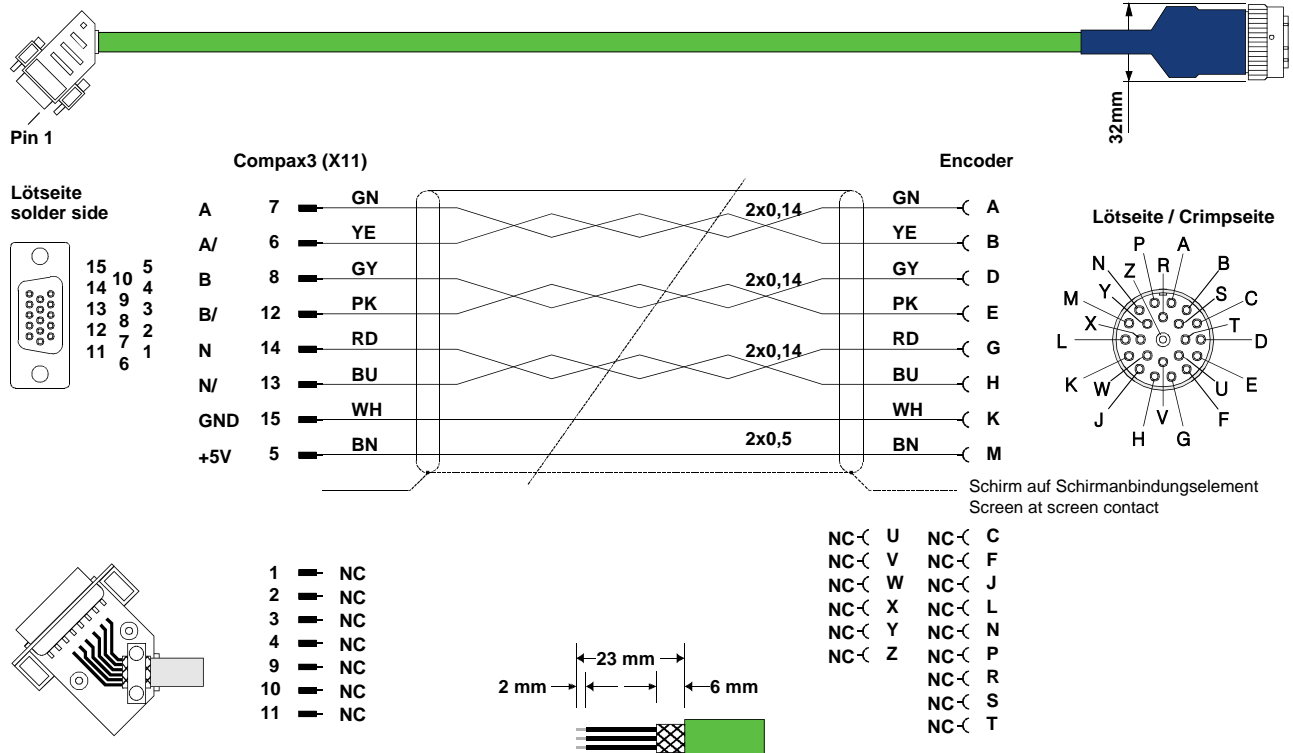 32mm
Pin 1
Compax3 (X11)
Encoder
Lötseite
solder side
15 10 5
14 9 4
13 8 3
12 7 2
11 6 1
A 7 GN 2x0,14 GN A
A/ 6 YE YE B
B 8 GY 2x0,14 GY D
B/ 12 PK PK E
N 14 RD 2x0,14 RD G
N/ 13 BU BU H
GND 15 WH WH K
+5V 5 BN 2x0,5 BN M
Lötseite / Crimpseite
P Z R A
N Y S B
M X T C
L D
K W U E
J H V G F
Schirm auf Schirmanbindungselement
Screen at screen contact
1 NC
2 NC
3 NC
4 NC
9 NC
10 NC
11 NC
NC U NC C
NC V NC F
NC W NC J
NC X NC L
NC Y NC N
NC Z NC P
NC R
NC S
NC T
23 mm
2 mm 6 mm